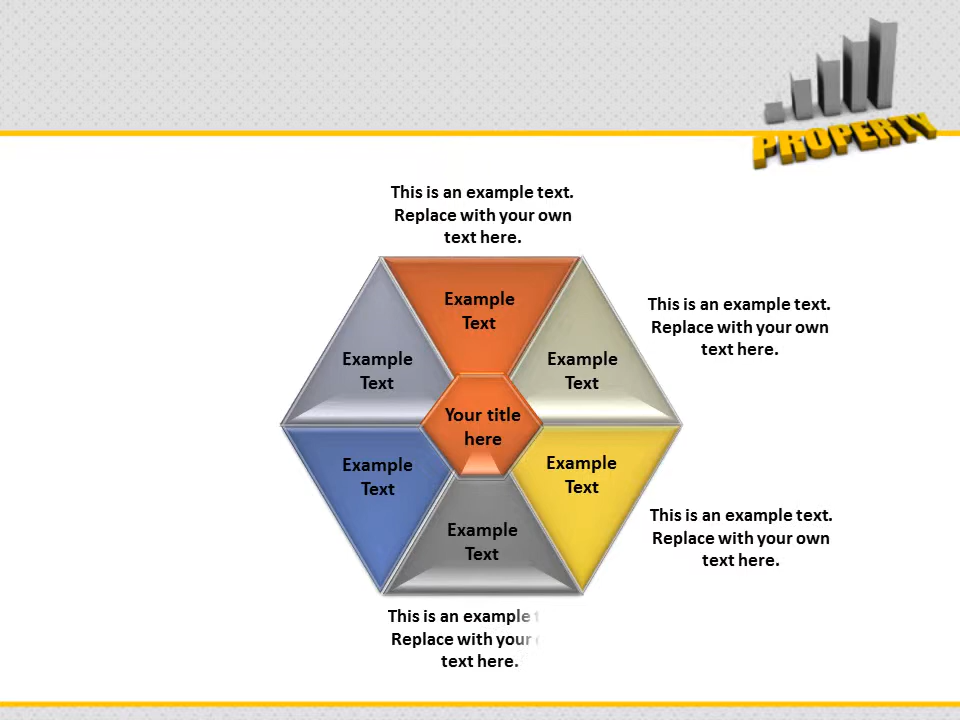 PROPERTY
This is an example text.
Replace with your own
text here.
Example
Text
This is an example text.
Replace with your own
text here.
Example
Text
Example
Text
Your title
here
Example
Text
Example
Text
Example
Text
This is an example text.
Replace with your own
text here.
This is an example
Replace with your
text here.